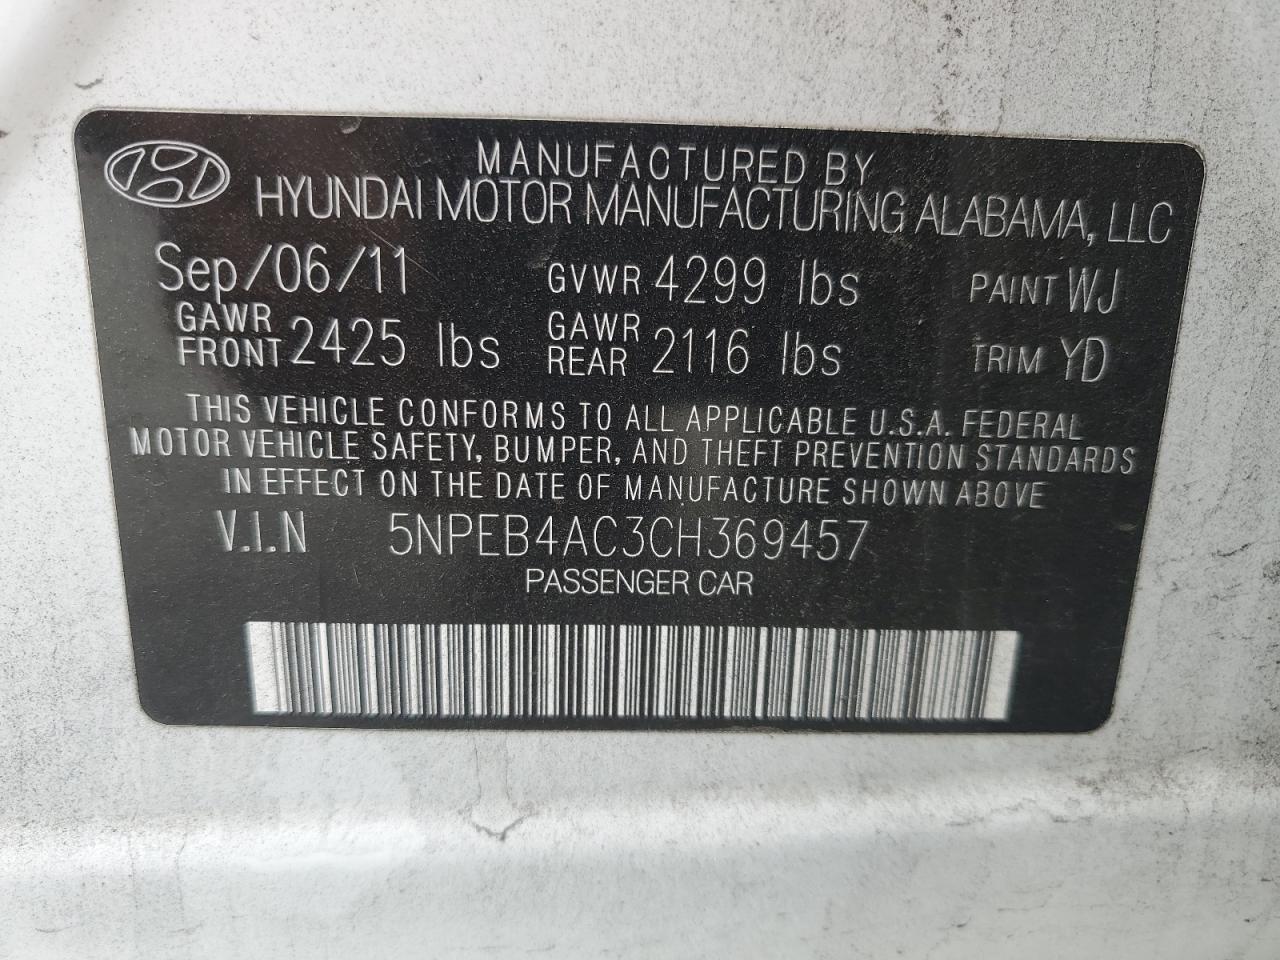 MANUFACTURED BY
HYUNDAI MOTOR MANUFACTURING ALABAMA, LLC
Sep/06/11 GVWR 4299 lbs PAINT WJ
GAWR FRONT 2425 lbs GAWR REAR 2116 lbs TRIM YD
THIS VEHICLE CONFORMS TO ALL APPLICABLE U.S.A. FEDERAL
MOTOR VEHICLE SAFETY, BUMPER, AND THEFT PREVENTION STANDARDS
IN EFFECT ON THE DATE OF MANUFACTURE SHOWN ABOVE
V.I.N 5NPEB4AC3CH369457
PASSENGER CAR